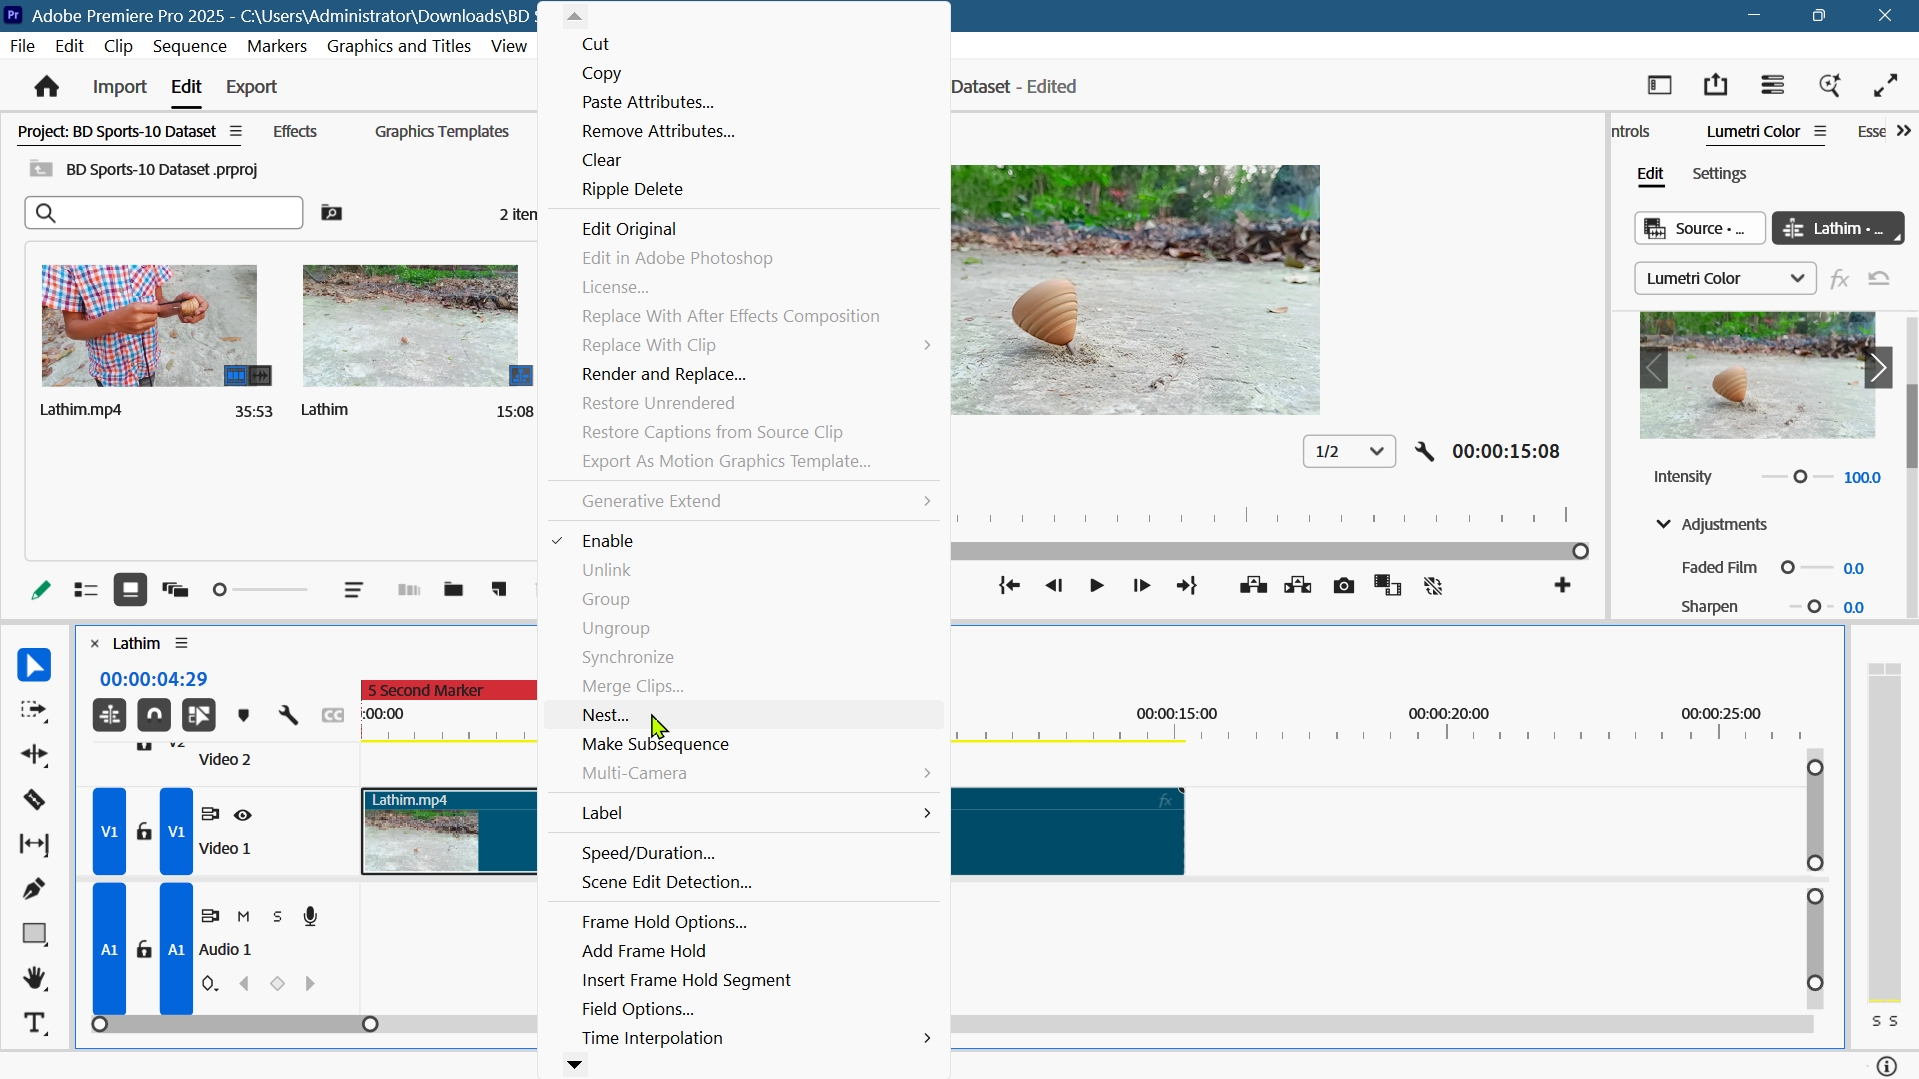 Pr Adobe Premiere Pro 2025 - C:\Users\Administrator\Downloads\BD
File Edit Clip Sequence Markers Graphics and Titles View
Import Edit Export
Dataset - Edited
Project: BD Sports-10 Dataset Effects Graphics Templates
BD Sports-10 Dataset .prproj
2 item
Lathim.mp4 35:53
Lathim 15:08
Cut
Copy
Paste Attributes...
Remove Attributes...
Clear
Ripple Delete
Edit Original
Edit in Adobe Photoshop
License...
Replace With After Effects Composition
Replace With Clip
Render and Replace...
Restore Unrendered
Restore Captions from Source Clip
Export As Motion Graphics Template...
Generative Extend
Enable
Unlink
Group
Ungroup
Synchronize
Merge Clips...
Nest...
Make Subsequence
Multi-Camera
Label
Speed/Duration...
Scene Edit Detection...
Frame Hold Options...
Add Frame Hold
Insert Frame Hold Segment
Field Options...
Time Interpolation
1/2 00:00:15:08
ntrols Lumetri Color Esse
Edit Settings
Source • ... Lathim • ...
Lumetri Color fx
Intensity 100.0
Adjustments
Faded Film 0.0
Sharpen 0.0
× Lathim
00:00:04:29
5 Second Marker
CC :00:00 00:00:15:00 00:00:20:00 00:00:25:00
V2
Video 2
Lathim.mp4 fx
V1 V1
Video 1
M S
A1 A1 Audio 1
T
S S